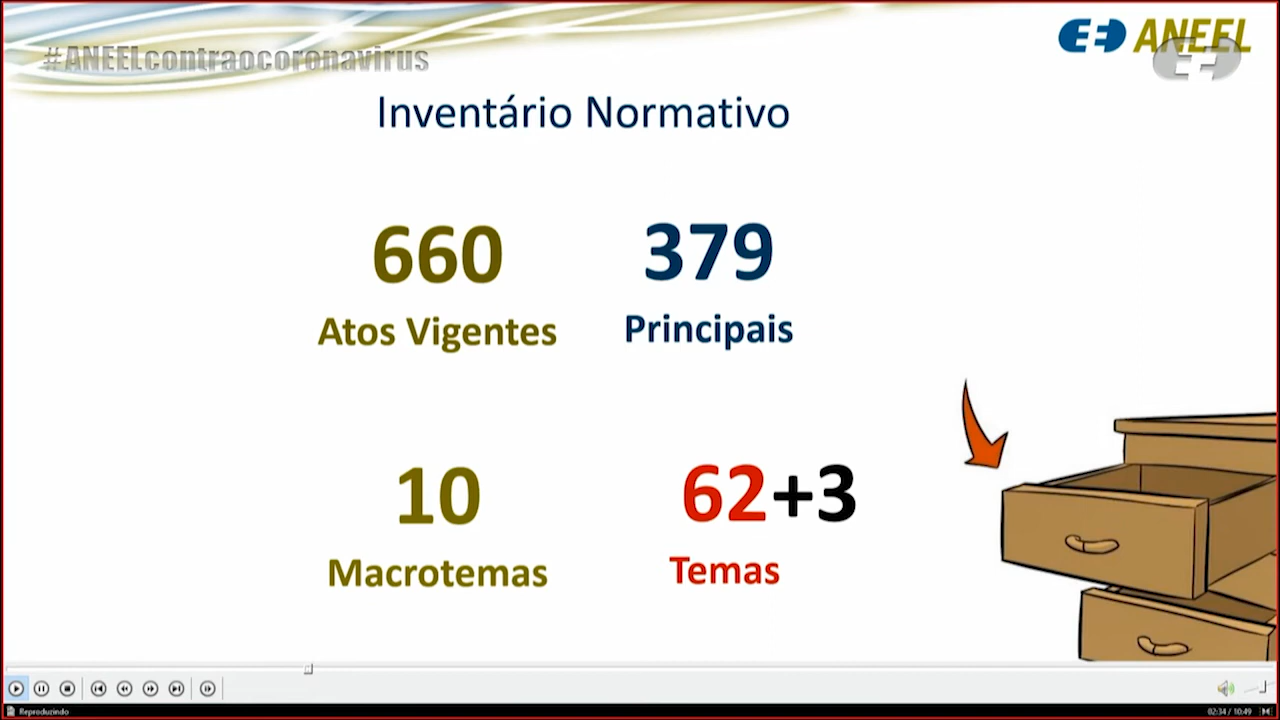 ANEEL
#ANEELcontraocoronavirus
Inventário Normativo
660
379
Atos Vigentes
Principais
10
62+3
Macrotemas
Temas
Reproduzindo
02:34 / 10:49